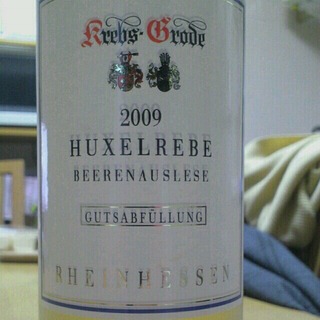 Krebs-Grode
2009
HUXELREBE
BEERENAUSLESE
GUTSABFÜLLUNG
RHEINHESSEN